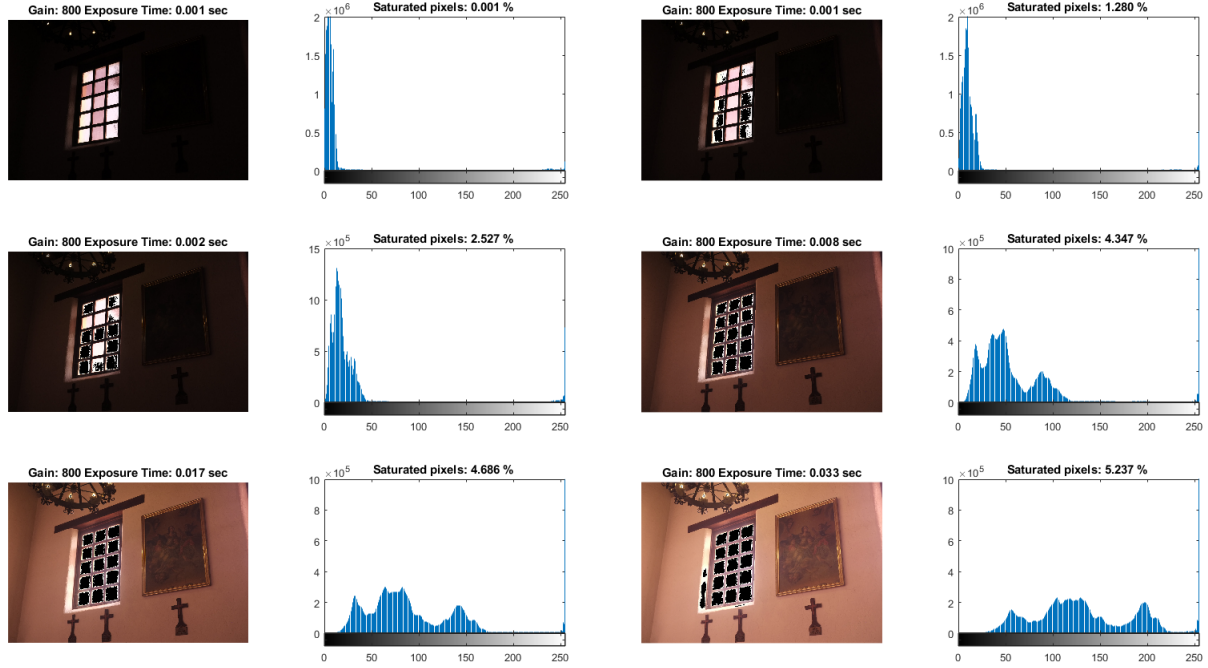 Gain: 800 Exposure Time: 0.001 sec
Saturated pixels: 0.001 %
×10^6
2
1.5
1
0.5
0
0 50 100 150 200 250
Gain: 800 Exposure Time: 0.001 sec
Saturated pixels: 1.280 %
×10^6
2
1.5
1
0.5
0
0 50 100 150 200 250
Gain: 800 Exposure Time: 0.002 sec
Saturated pixels: 2.527 %
×10^5
15
10
5
0
0 50 100 150 200 250
Gain: 800 Exposure Time: 0.008 sec
Saturated pixels: 4.347 %
×10^5
10
8
6
4
2
0
0 50 100 150 200 250
Gain: 800 Exposure Time: 0.017 sec
Saturated pixels: 4.686 %
×10^5
10
8
6
4
2
0
0 50 100 150 200 250
Gain: 800 Exposure Time: 0.033 sec
Saturated pixels: 5.237 %
×10^5
10
8
6
4
2
0
0 50 100 150 200 250